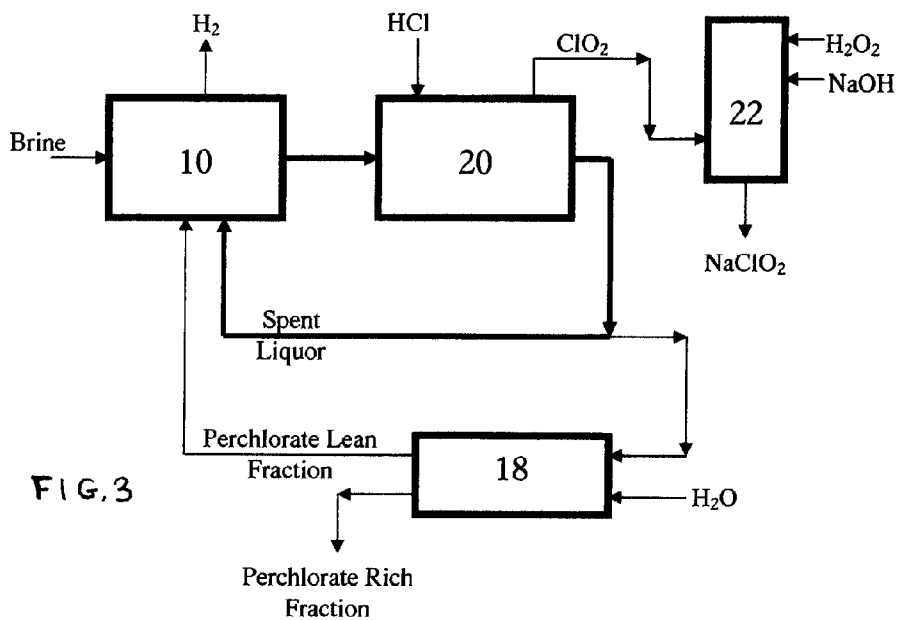 H₂
HCl
ClO₂
H₂O₂
NaOH
22
Brine
10
20
NaClO₂
Spent
Liquor
Perchlorate Lean
Fraction
18
FIG.3
H₂O
Perchlorate Rich
Fraction